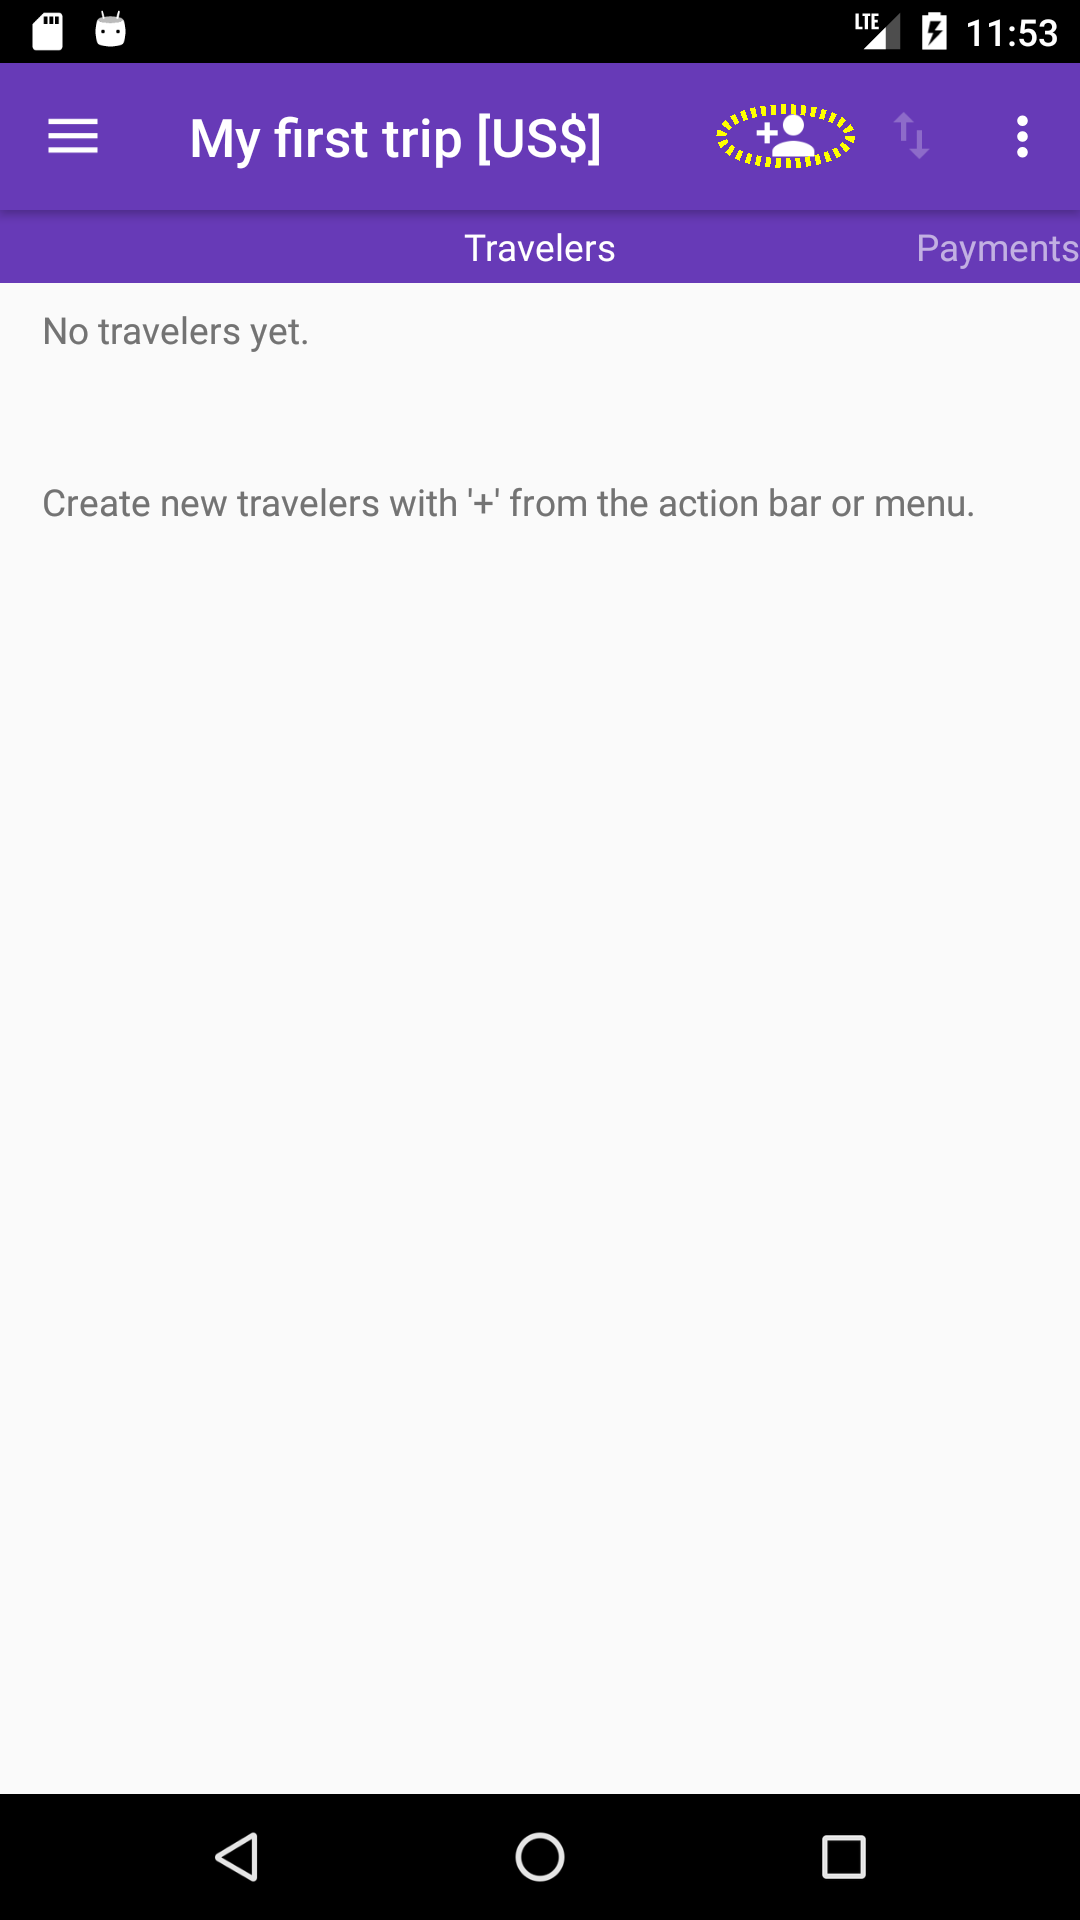 LTE 11:53
My first trip [US$]
Travelers Payments
No travelers yet.
Create new travelers with '+' from the action bar or menu.